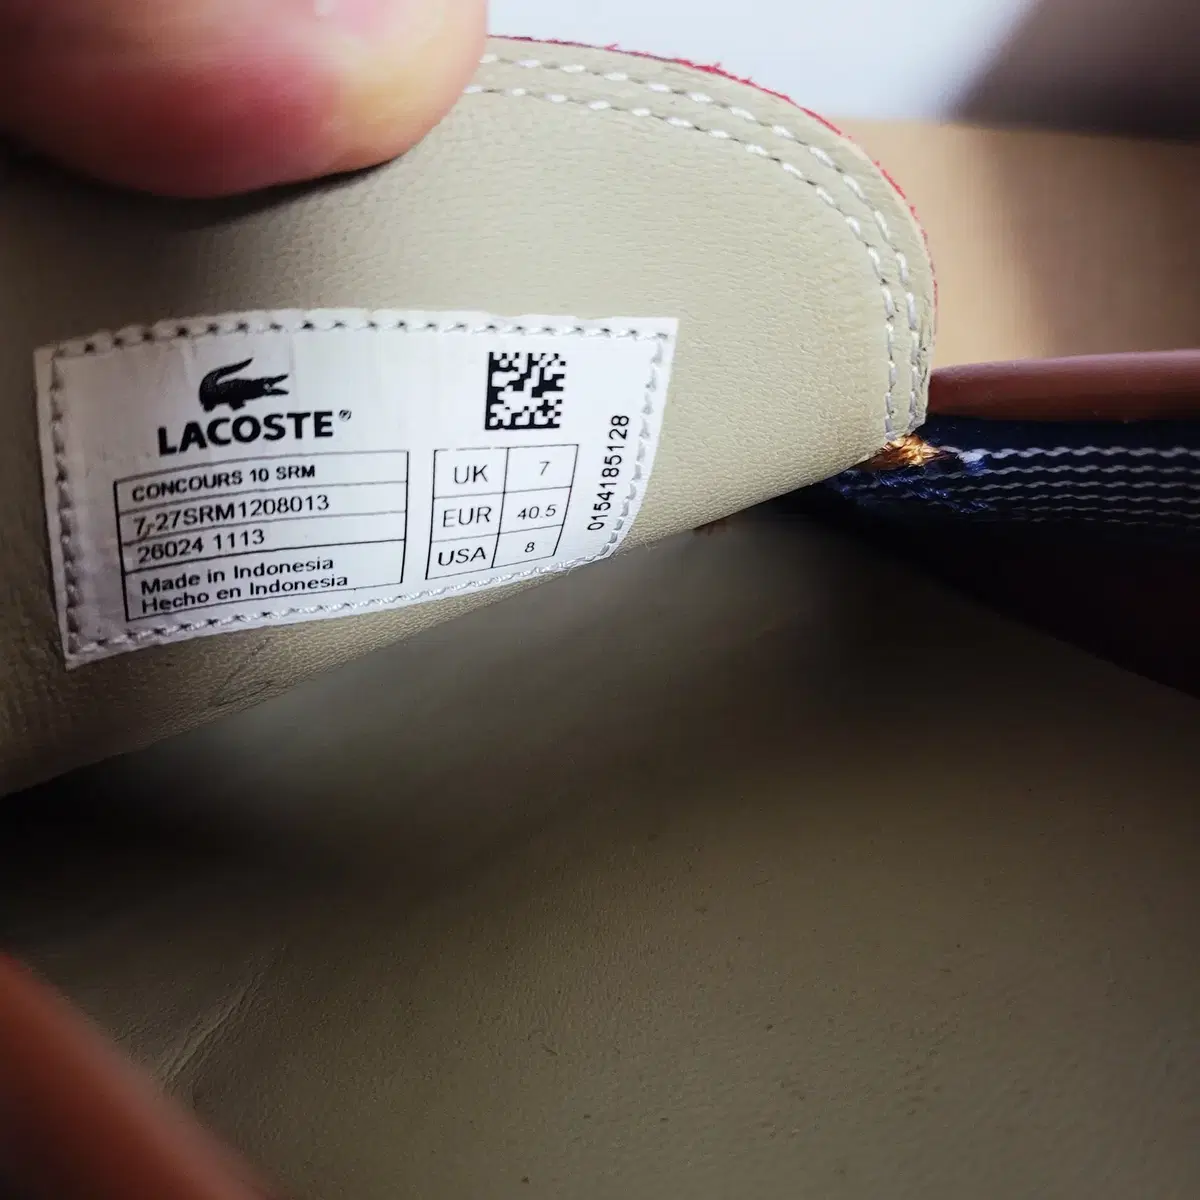 LACOSTE®
CONCOURS 10 SRM
7-27SRM1208013
26024 1113
Made in Indonesia
Hecho en Indonesia
UK 7
EUR 40.5
USA 8
0154185128